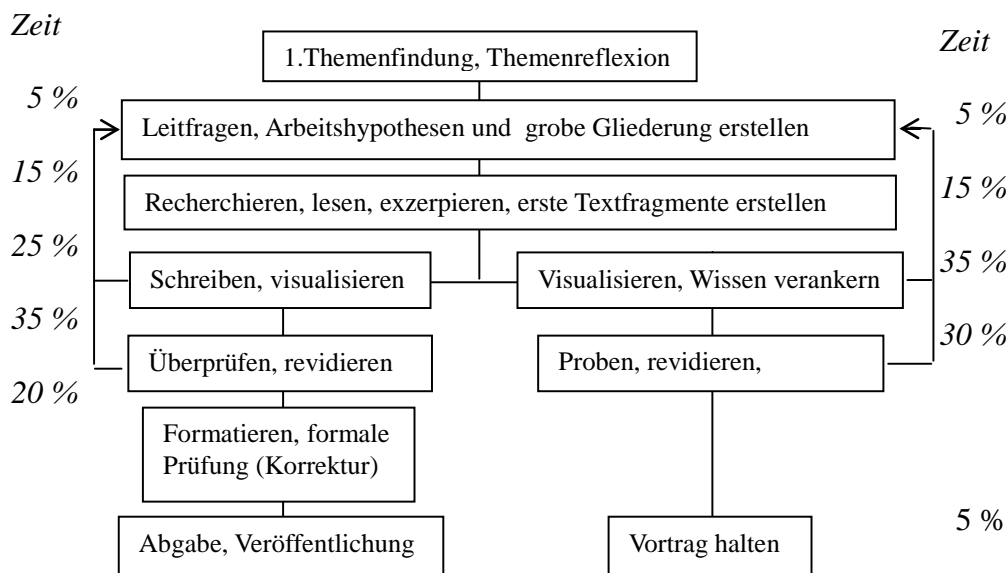 Zeit
Zeit
1.Themenfindung, Themenreflexion
5 %
5 %
Leitfragen, Arbeitshypothesen und grobe Gliederung erstellen
15 %
15 %
Recherchieren, lesen, exzerpieren, erste Textfragmente erstellen
25 %
35 %
Schreiben, visualisieren
Visualisieren, Wissen verankern
35 %
30 %
Überprüfen, revidieren
Proben, revidieren,
20 %
Formatieren, formale
Prüfung (Korrektur)
Abgabe, Veröffentlichung
Vortrag halten
5 %